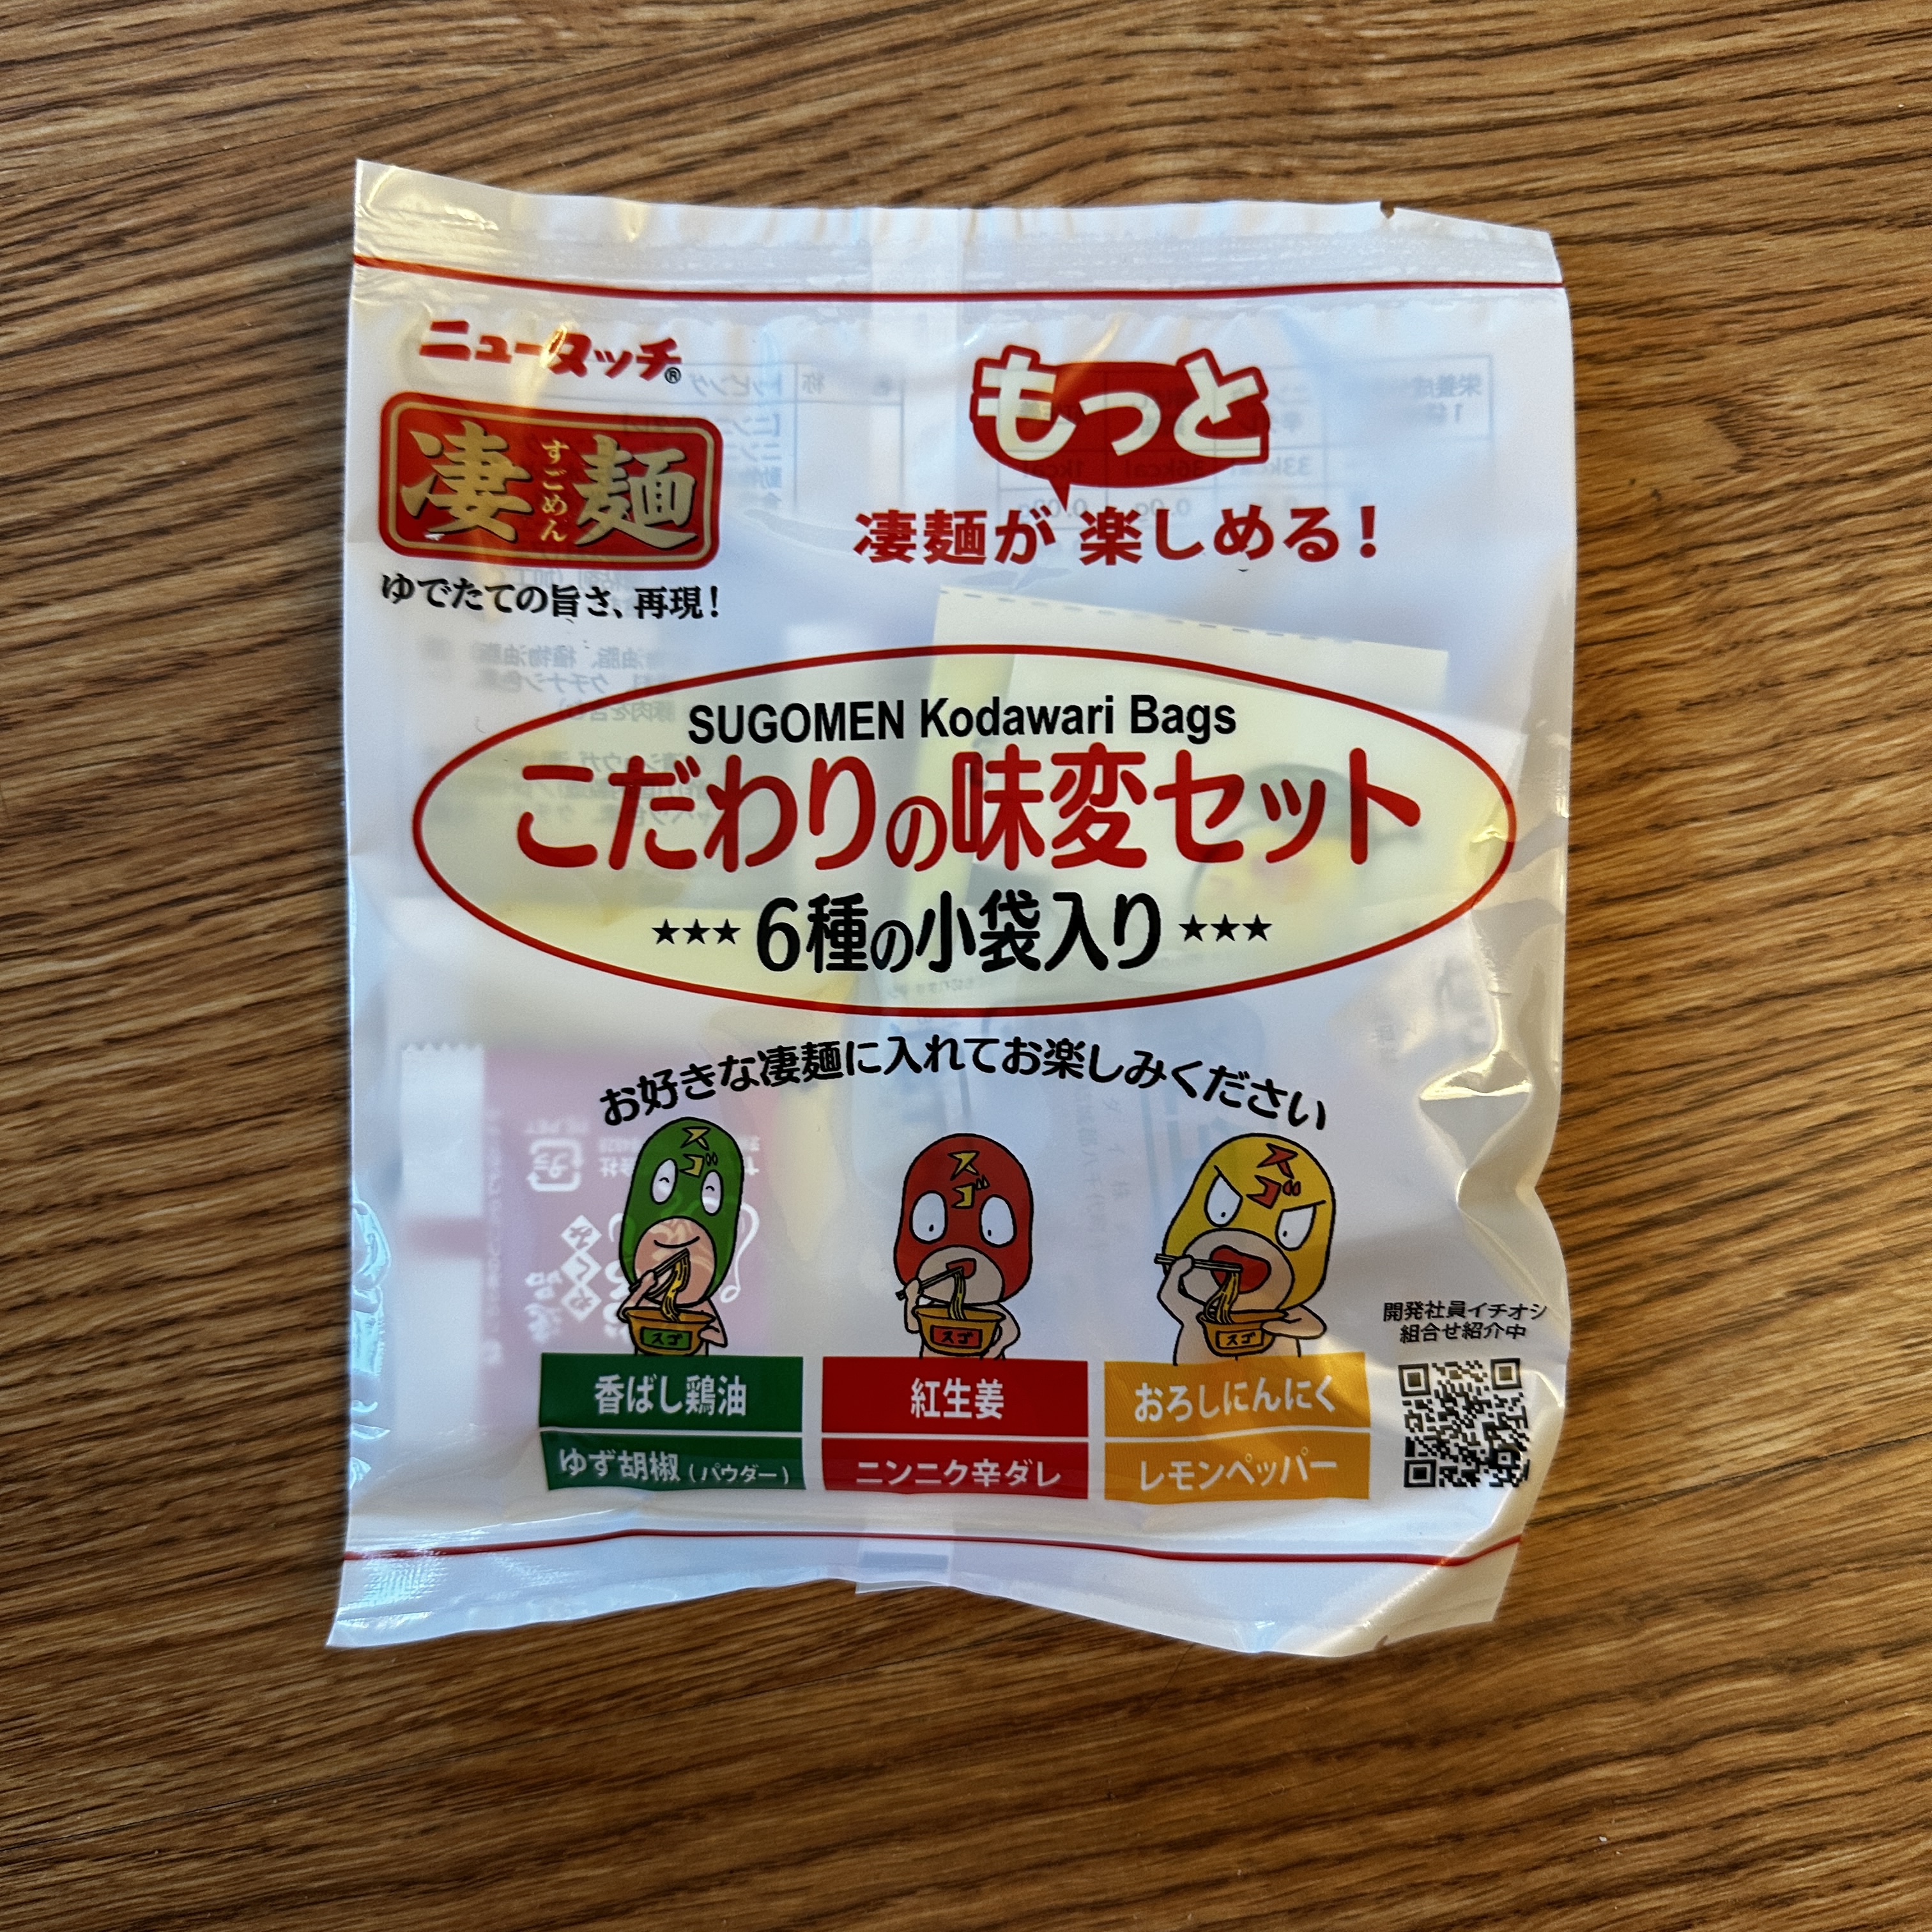 ニュータッチ®
凄麺
すごめん
ゆでたての旨さ、再現！
もっと
凄麺が楽しめる！
SUGOMEN Kodawari Bags
こだわりの味変セット
★★★ 6種の小袋入り ★★★
お好きな凄麺に入れてお楽しみください
スゴ
スゴ
スゴ
スゴ
スゴ
スゴ
香ばし鶏油
ゆず胡椒（パウダー）
紅生姜
ニンニク辛ダレ
おろしにんにく
レモンペッパー
開発社員イチオシ
組合せ紹介中